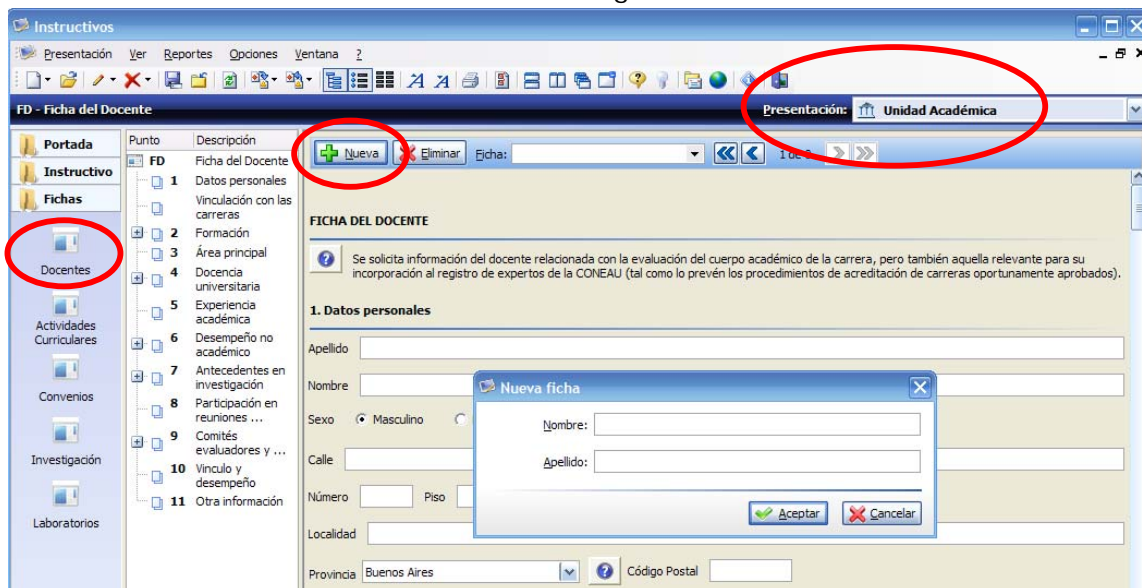 Instructivos
Presentación Ver Reportes Opciones Ventana ?
FD - Ficha del Docente
Presentación: Unidad Académica
Portada
Instructivo
Fichas
Docentes
Actividades
Curriculares
Convenios
Investigación
Laboratorios
Punto Descripción
FD Ficha del Docente
1 Datos personales
Vinculación con las
carreras
2 Formación
3 Área principal
4 Docencia
universitaria
5 Experiencia
académica
6 Desempeño no
académico
7 Antecedentes en
investigación
8 Participación en
reuniones ...
9 Comités
evaluadores y ...
10 Vinculo y
desempeño
11 Otra información
Nueva Eliminar Ficha: 1 de
FICHA DEL DOCENTE
Se solicita información del docente relacionada con la evaluación del cuerpo académico de la carrera, pero también aquella relevante para su
incorporación al registro de expertos de la CONEAU (tal como lo prevén los procedimientos de acreditación de carreras oportunamente aprobados).
1. Datos personales
Apellido
Nombre
Sexo Masculino
Calle
Número Piso
Localidad
Provincia Buenos Aires Código Postal
Nueva ficha
Nombre:
Apellido:
Aceptar Cancelar